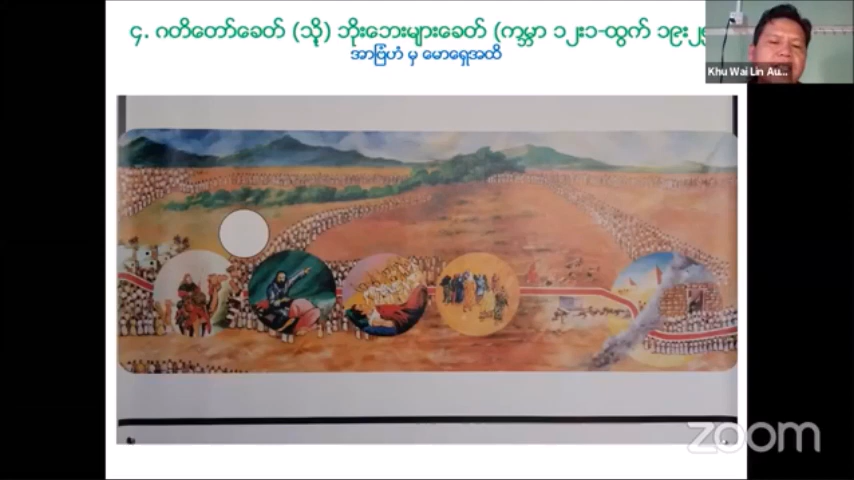 ၄. ဂတိတော်ခေတ် (သို့) ဘိုးဘေးများခေတ် (ကမ္ဘာ ၁၂း၁-ထွက် ၁၉း၂
အာဗြံဟံ မှ မောရှေအထိ
Khu Wai Lin Au...
zoom